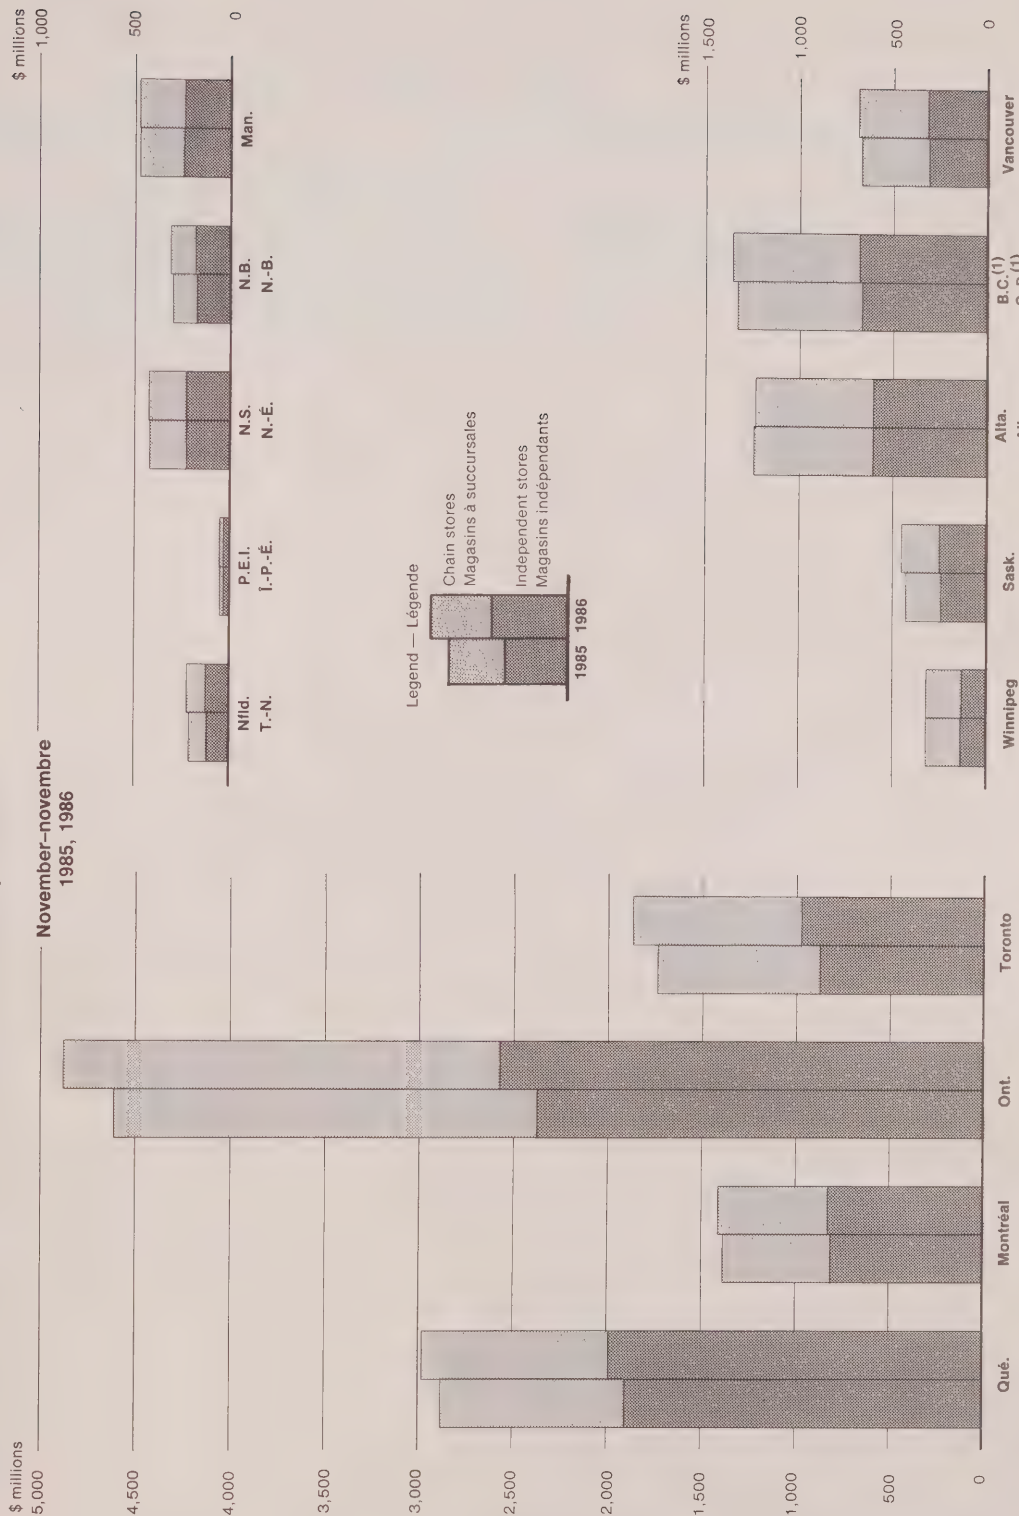 November–novembre
1985, 1986
$ millions
5,000
4,500
4,000
3,500
3,000
2,500
2,000
1,500
1,000
500
0
Qué.
Montréal
Ont.
Toronto
$ millions
1,000
500
0
Nfld.
T.-N.
P.E.I.
Î.-P.-É.
N.S.
N.-É.
N.B.
N.-B.
Man.
Legend — Légende
Chain stores
Magasins à succursales
Independent stores
Magasins indépendants
1985 1986
$ millions
1.500
1,000
500
0
Winnipeg
Sask.
Alta.
B.C.(1)
Vancouver